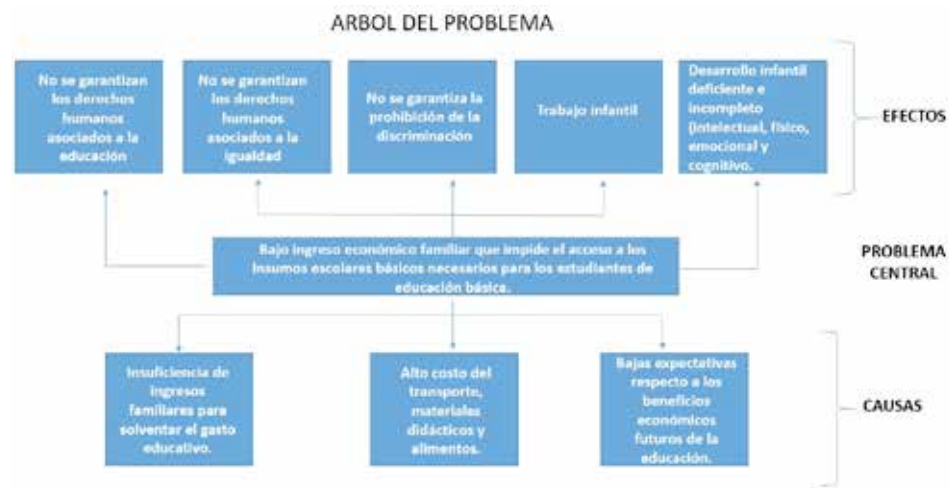 ARBOL DEL PROBLEMA
No se garantizan
los derechos
humanos
asociados a la
educación
No se garantizan
los derechos
humanos
asociados a la
igualdad
No se garantiza la
prohibición de la
discriminación
Trabajo infantil
Desarrollo infantil
deficiente e
incompleto
(intelectual, físico,
emocional y
cognitivo.
EFECTOS
Bajo ingreso económico familiar que impide el acceso a los
insumos escolares básicos necesarios para los estudiantes de
educación básica.
PROBLEMA
CENTRAL
Insuficiencia de
ingresos
familiares para
solventar el gasto
educativo.
Alto costo del
transporte,
materiales
didácticos y
alimentos.
Bajas expectativas
respecto a los
beneficios
económicos
futuros de la
educación.
CAUSAS